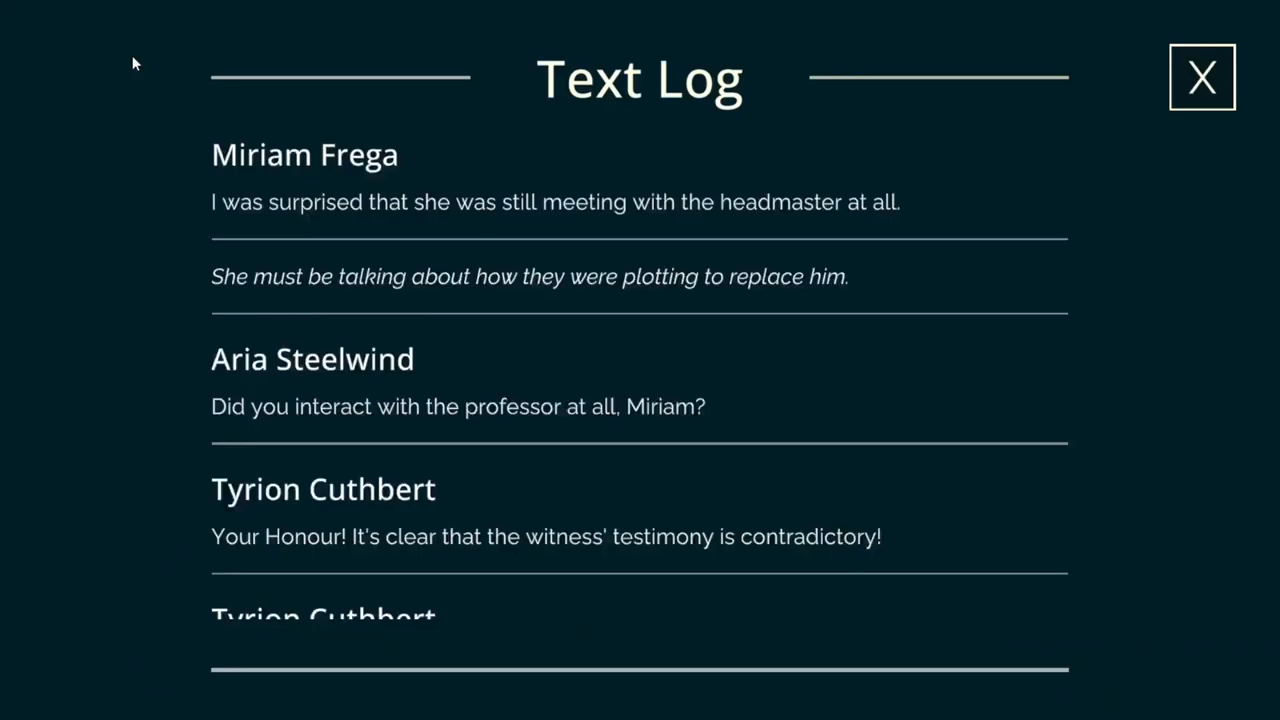 Text Log
X
Miriam Frega
I was surprised that she was still meeting with the headmaster at all.
She must be talking about how they were plotting to replace him.
Aria Steelwind
Did you interact with the professor at all, Miriam?
Tyrion Cuthbert
Your Honour! It's clear that the witness' testimony is contradictory!
Tyrion Cuthbert